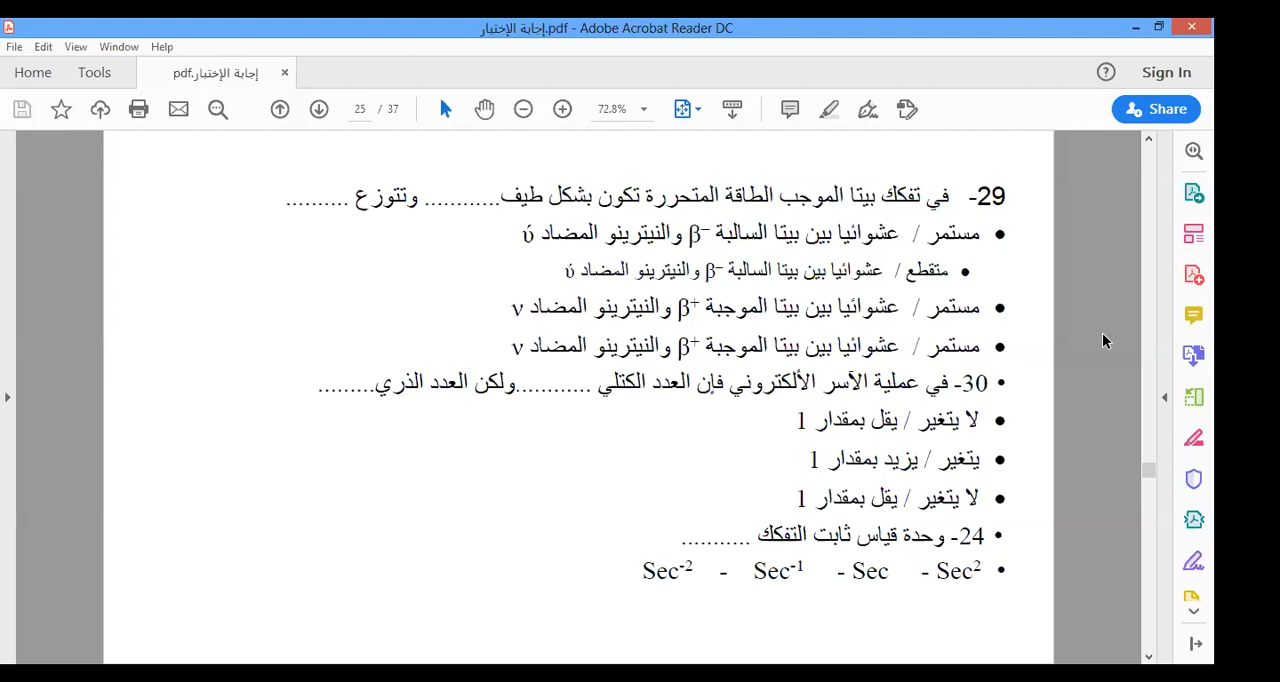 إجابة الإختبار.pdf - Adobe Acrobat Reader DC
File Edit View Window Help
Home Tools إجابة الإختبار.pdf × ? Sign In
25 / 37 72.8% Share
29- في تفكك بيتا الموجب الطاقة المتحررة تكون بشكل طيف............ وتتوزع ..........
• مستمر / عشوائيا بين بيتا السالبة β⁻ والنيترينو المضاد ύ
• متقطع / عشوائيا بين بيتا السالبة β⁻ والنيترينو المضاد ύ
• مستمر / عشوائيا بين بيتا الموجبة β⁺ والنيترينو المضاد ν
• مستمر / عشوائيا بين بيتا الموجبة β⁺ والنيترينو المضاد ν
• 30- في عملية الآسر الألكتروني فإن العدد الكتلي ............ولكن العدد الذري.........
• لا يتغير / يقل بمقدار 1
• يتغير / يزيد بمقدار 1
• لا يتغير / يقل بمقدار 1
• 24- وحدة قياس ثابت التفكك ...........
• Sec⁻² - Sec⁻¹ - Sec - Sec²